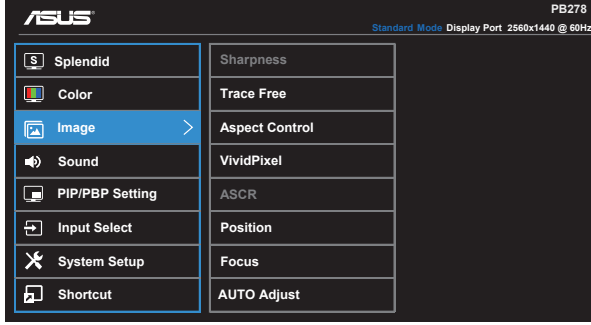 ASUS
PB278
Standard Mode Display Port 2560x1440 @ 60Hz
S Splendid
Color
Image
Sound
PIP/PBP Setting
Input Select
System Setup
Shortcut
Sharpness
Trace Free
Aspect Control
VividPixel
ASCR
Position
Focus
AUTO Adjust